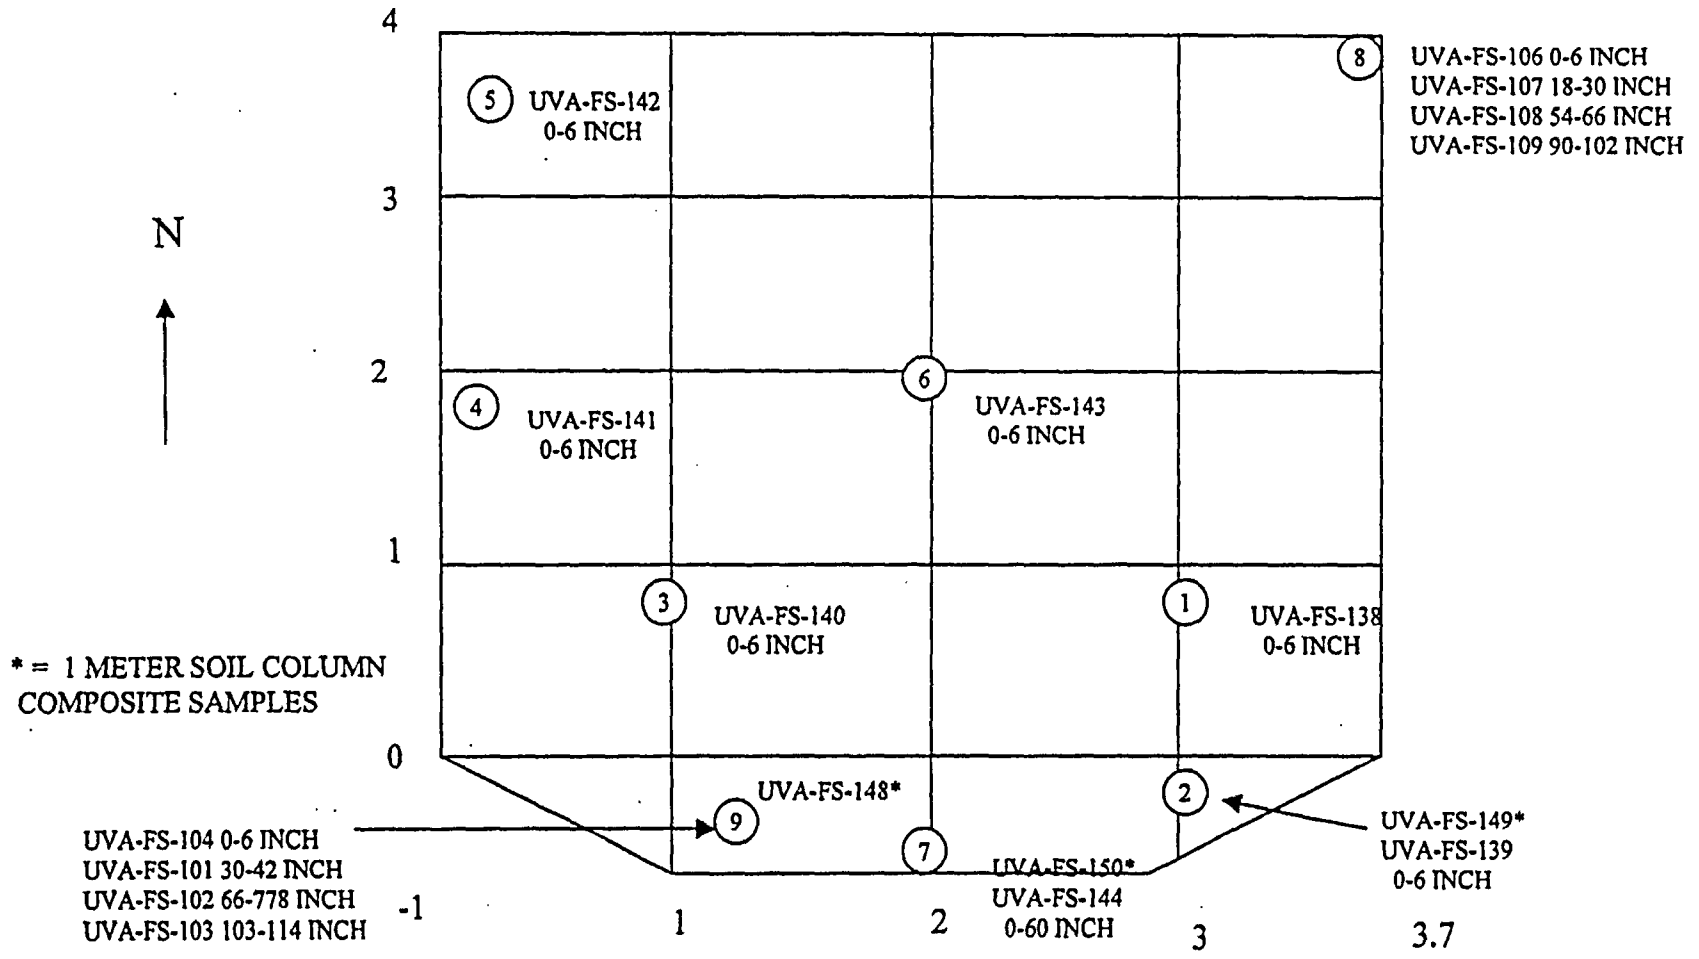 4
8
UVA-FS-106 0-6 INCH
UVA-FS-107 18-30 INCH
UVA-FS-108 54-66 INCH
UVA-FS-109 90-102 INCH
5
UVA-FS-142
0-6 INCH
3
N
2
6
4
UVA-FS-141
0-6 INCH
UVA-FS-143
0-6 INCH
1
3
UVA-FS-140
0-6 INCH
1
UVA-FS-138
0-6 INCH
* = 1 METER SOIL COLUMN
COMPOSITE SAMPLES
0
UVA-FS-148*
9
2
7
UVA-FS-104 0-6 INCH
UVA-FS-101 30-42 INCH
UVA-FS-102 66-778 INCH
UVA-FS-103 103-114 INCH
UVA-FS-149*
UVA-FS-139
0-6 INCH
UVA-FS-150*
UVA-FS-144
0-60 INCH
-1
1
2
3
3.7